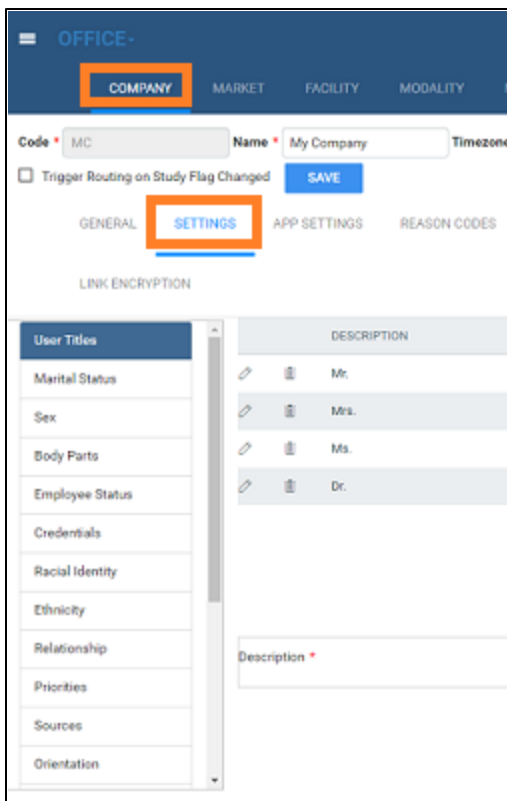 OFFICE-
COMPANY MARKET FACILITY MODALITY
Code * MC Name * My Company Timezone
Trigger Routing on Study Flag Changed SAVE
GENERAL SETTINGS APP SETTINGS REASON CODES
LINK ENCRYPTION
User Titles
Marital Status
Sex
Body Parts
Employee Status
Credentials
Racial Identity
Ethnicity
Relationship
Priorities
Sources
Orientation
DESCRIPTION
Mr.
Mrs.
Ms.
Dr.
Description *